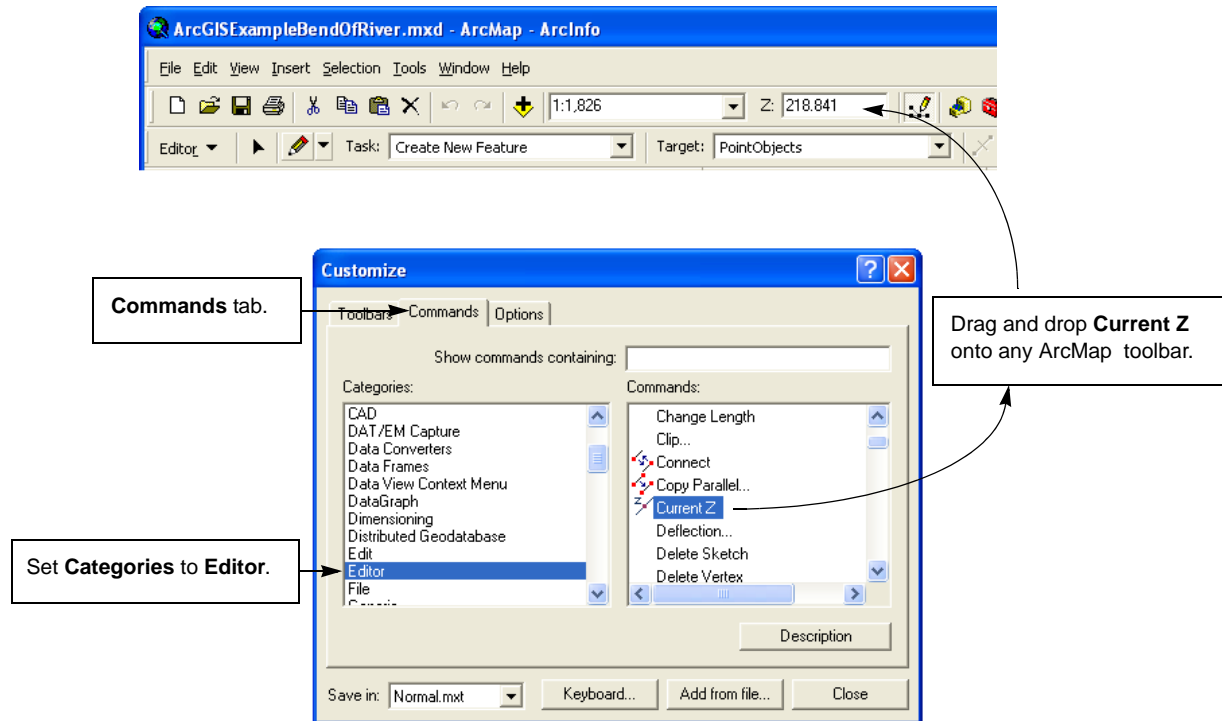 ArcGISExampleBendOfRiver.mxd - ArcMap - ArcInfo
File Edit View Insert Selection Tools Window Help
1:1,826 Z: 218.841
Editor Task: Create New Feature Target: PointObjects
Customize
Commands tab.
Toolbars Commands Options
Drag and drop Current Z
onto any ArcMap toolbar.
Show commands containing:
Categories:
CAD
DAT/EM Capture
Data Converters
Data Frames
Data View Context Menu
DataGraph
Dimensioning
Distributed Geodatabase
Edit
Editor
File
Commands:
Change Length
Clip...
Connect
Copy Parallel...
Current Z
Deflection...
Delete Sketch
Delete Vertex
Set Categories to Editor.
Description
Save in: Normal.mxt Keyboard... Add from file... Close